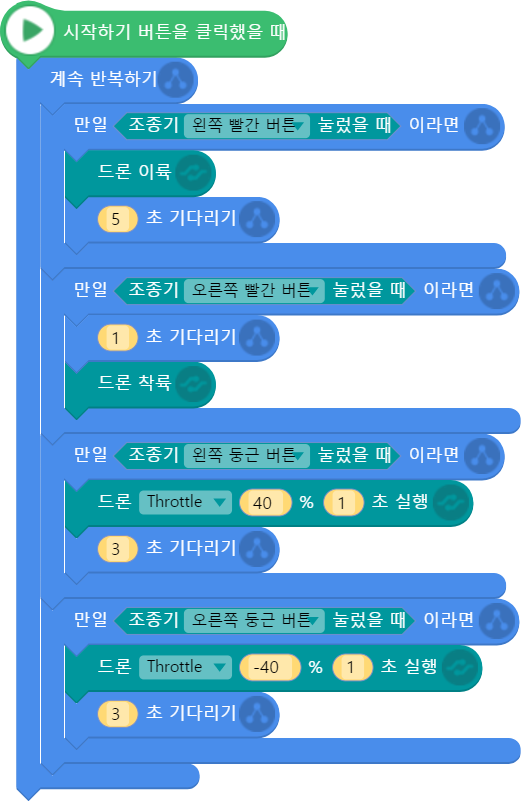 시작하기 버튼을 클릭했을 때
계속 반복하기
만일 조종기 왼쪽 빨간 버튼 눌렀을 때 이라면
드론 이륙
5 초 기다리기
만일 조종기 오른쪽 빨간 버튼 눌렀을 때 이라면
1 초 기다리기
드론 착륙
만일 조종기 왼쪽 둥근 버튼 눌렀을 때 이라면
드론 Throttle 40 % 1 초 실행
3 초 기다리기
만일 조종기 오른쪽 둥근 버튼 눌렀을 때 이라면
드론 Throttle -40 % 1 초 실행
3 초 기다리기